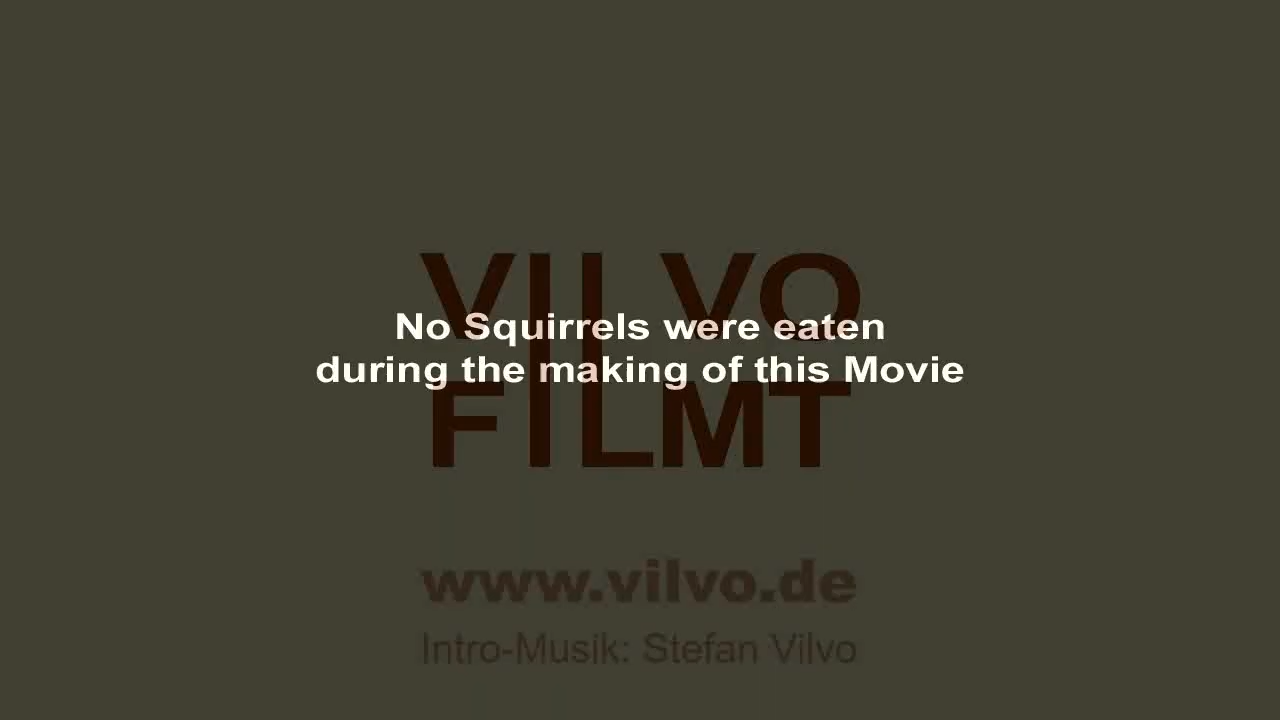 VILVO
No Squirrels were eaten
during the making of this Movie
FILMT
www.vilvo.de
Intro-Musik: Stefan Vilvo